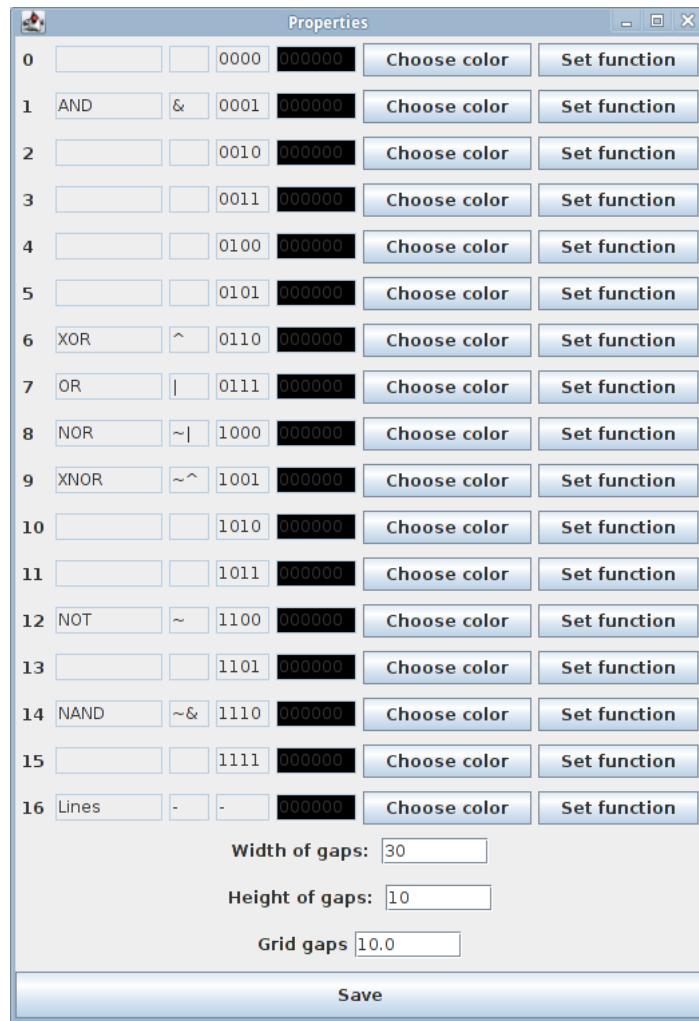 Properties
0 0000 000000 Choose color Set function
1 AND & 0001 000000 Choose color Set function
2 0010 000000 Choose color Set function
3 0011 000000 Choose color Set function
4 0100 000000 Choose color Set function
5 0101 000000 Choose color Set function
6 XOR ^ 0110 000000 Choose color Set function
7 OR | 0111 000000 Choose color Set function
8 NOR ~| 1000 000000 Choose color Set function
9 XNOR ~^ 1001 000000 Choose color Set function
10 1010 000000 Choose color Set function
11 1011 000000 Choose color Set function
12 NOT ~ 1100 000000 Choose color Set function
13 1101 000000 Choose color Set function
14 NAND ~& 1110 000000 Choose color Set function
15 1111 000000 Choose color Set function
16 Lines - - 000000 Choose color Set function
Width of gaps: 30
Height of gaps: 10
Grid gaps 10.0
Save